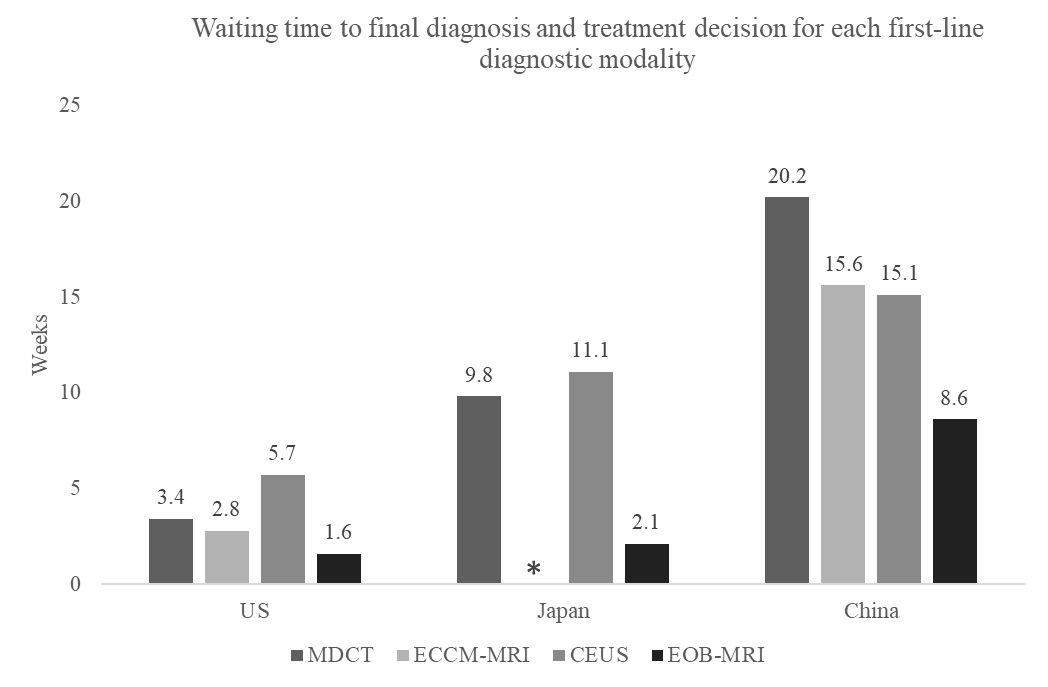 Waiting time to final diagnosis and treatment decision for each first-line
diagnostic modality
25
20
15
10
5
0
Weeks
3.4
2.8
5.7
1.6
9.8
*
11.1
2.1
20.2
15.6
15.1
8.6
US
Japan
China
MDCT ECCM-MRI CEUS EOB-MRI